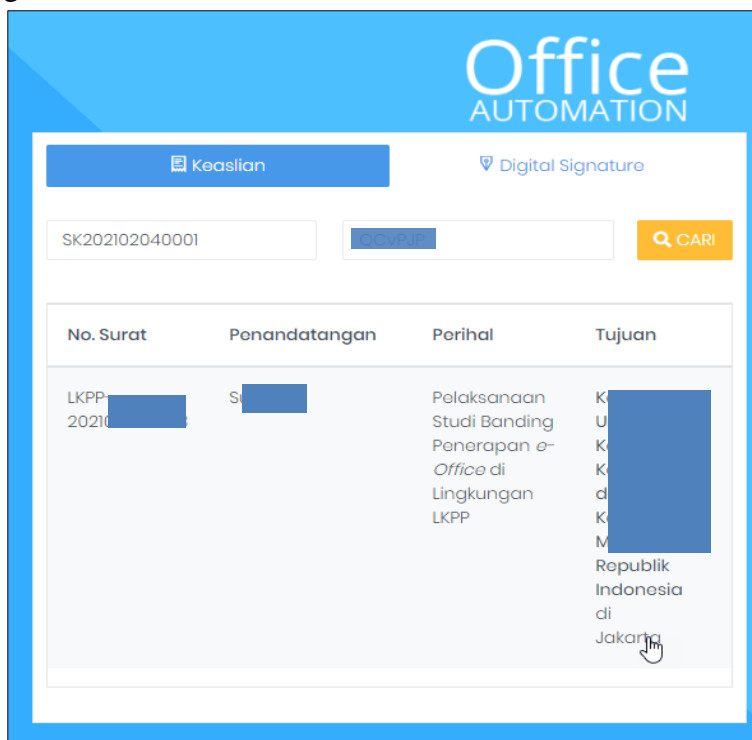 Office
AUTOMATION
Keaslian
Digital Signature
SK202102040001
CARI
No. Surat
Penandatangan
Perihal
Tujuan
LKPP-
Pelaksanaan
Studi Banding
Penerapan e-
Office di
Lingkungan
LKPP
Republik
Indonesia
di
Jakarta